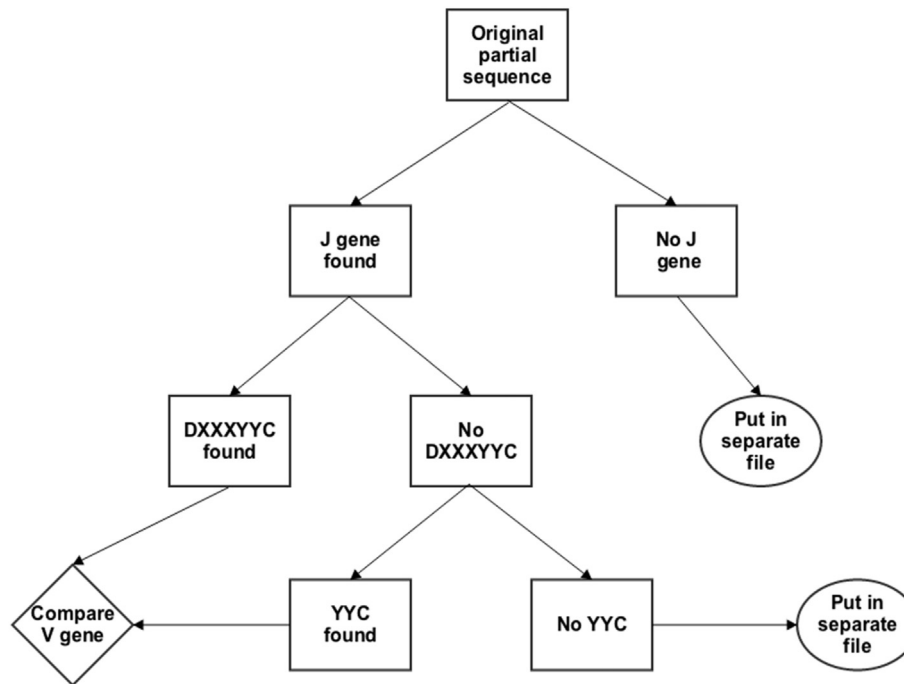 Original
partial
sequence
J gene
found
No J
gene
DXXXYYC
found
No
DXXXYYC
Put in
separate
file
Compare
V gene
YYC
found
No YYC
Put in
separate
file